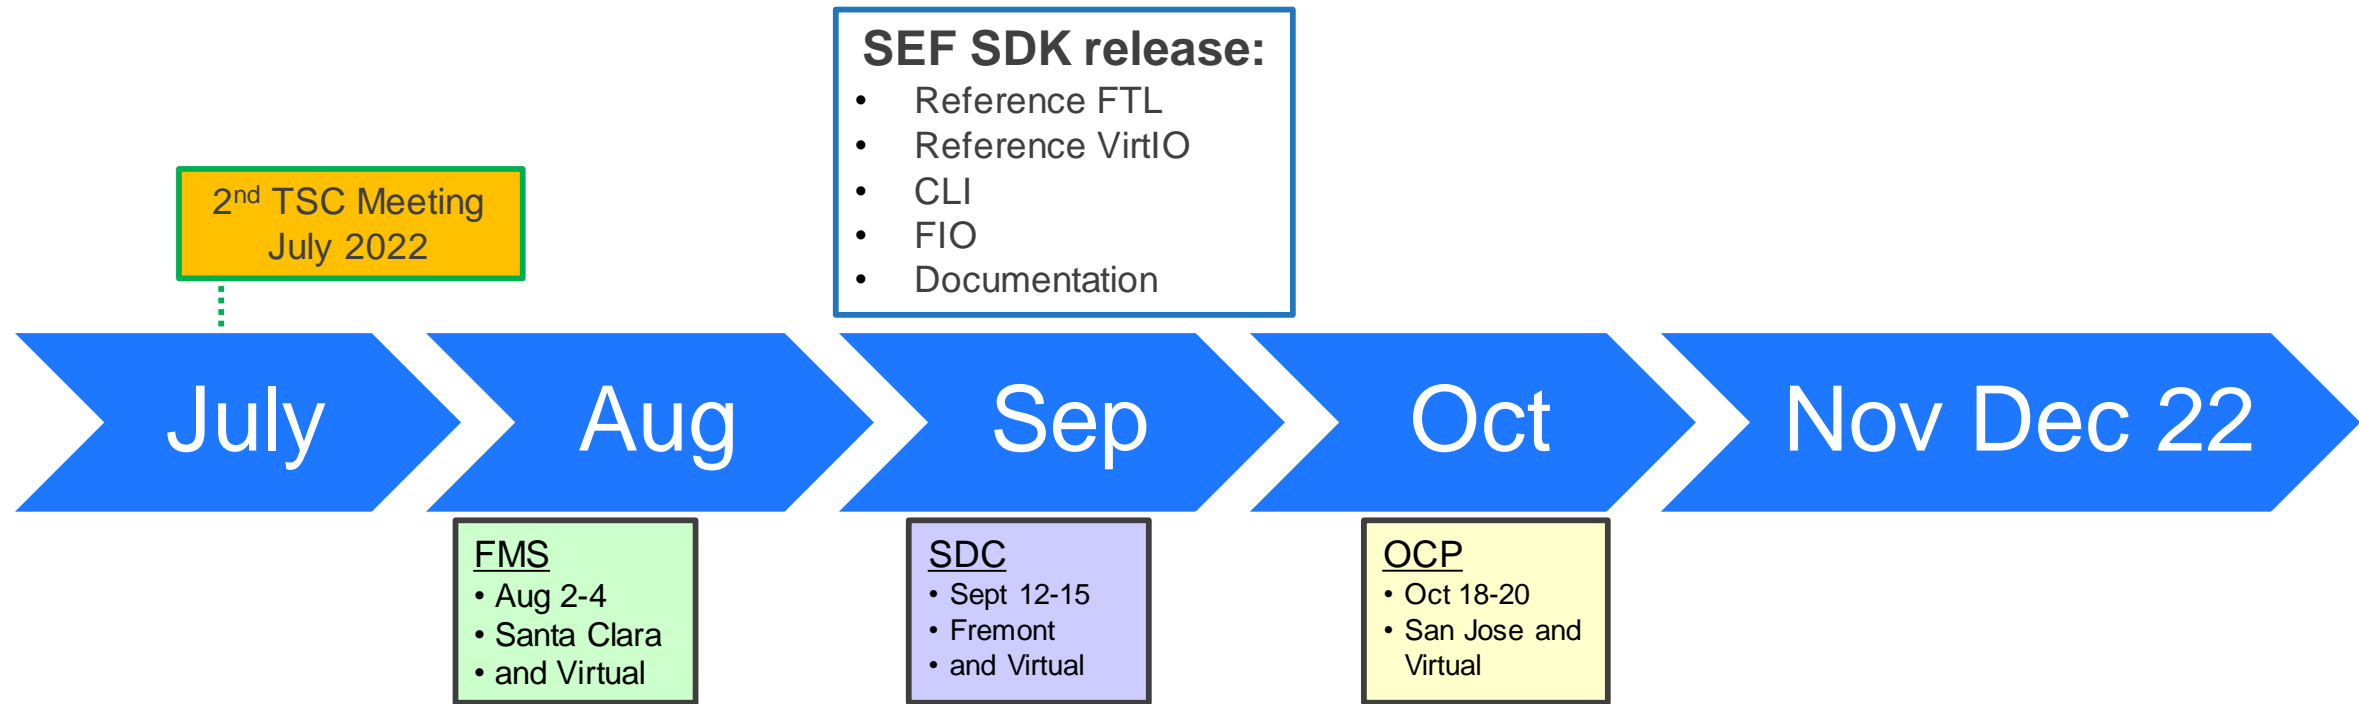 SEF SDK release:
• Reference FTL
• Reference VirtIO
• CLI
• FIO
• Documentation
2nd TSC Meeting
July 2022
July
Aug
Sep
Oct
Nov Dec 22
FMS
• Aug 2-4
• Santa Clara
• and Virtual
SDC
• Sept 12-15
• Fremont
• and Virtual
OCP
• Oct 18-20
• San Jose and
Virtual